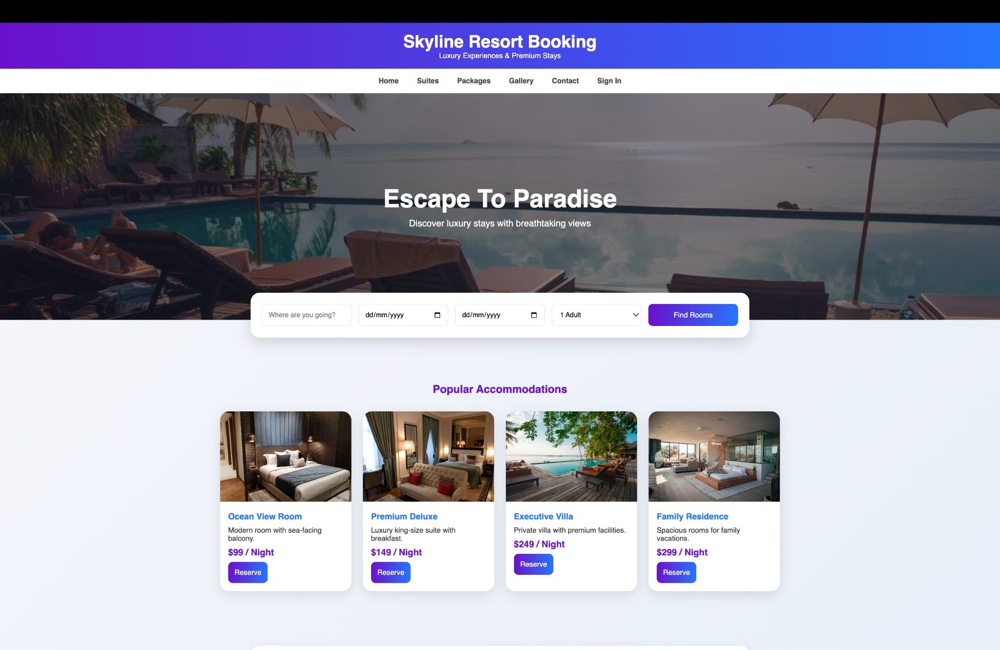 Skyline Resort Booking
Luxury Experiences & Premium Stays
Home Suites Packages Gallery Contact Sign In
Escape To Paradise
Discover luxury stays with breathtaking views
Where are you going? dd/mm/yyyy dd/mm/yyyy 1 Adult Find Rooms
Popular Accommodations
Ocean View Room
Modern room with sea-facing
balcony.
$99 / Night
Reserve
Premium Deluxe
Luxury king-size suite with
breakfast.
$149 / Night
Reserve
Executive Villa
Private villa with premium facilities.
$249 / Night
Reserve
Family Residence
Spacious rooms for family
vacations.
$299 / Night
Reserve